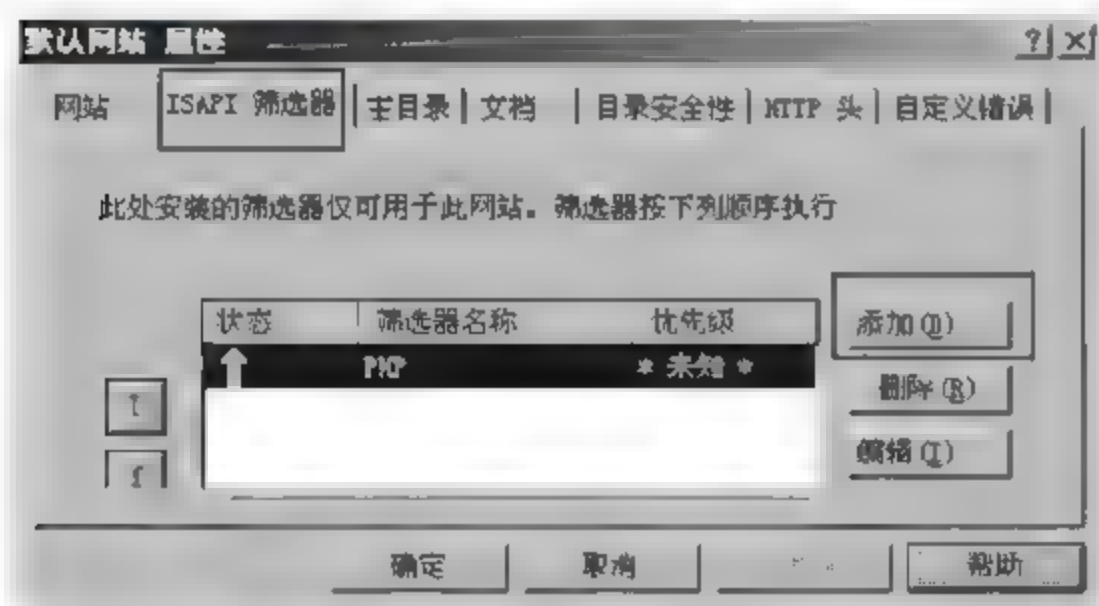 默认网站 属性
网站 ISAPI 筛选器 主目录 文档 目录安全性 HTTP 头 自定义错误
此处安装的筛选器仅可用于此网站。筛选器按下列顺序执行
状态 筛选器名称 优先级 添加(D)
PHP * 未知 *
删除(R)
编辑(I)
确定 取消 帮助